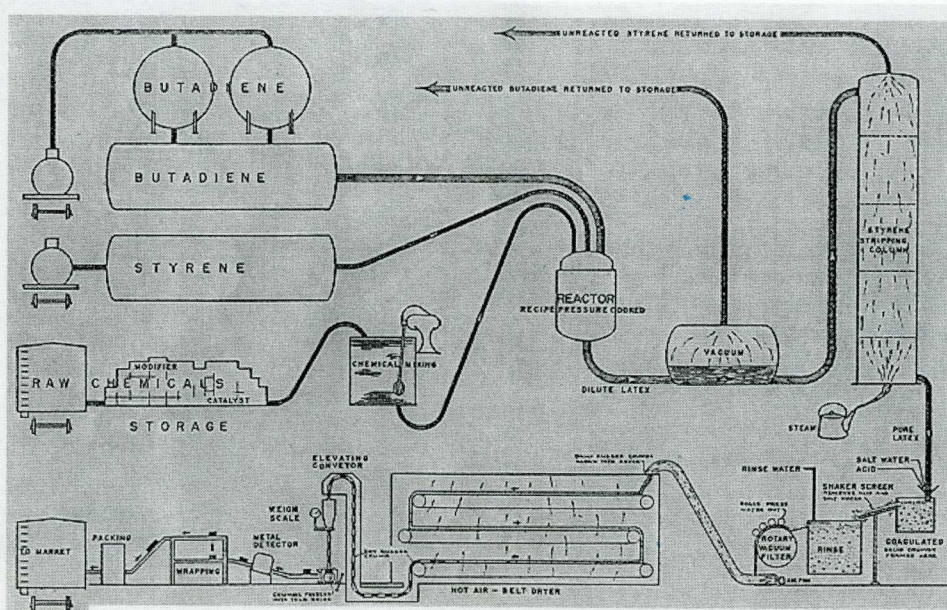 UNREACTED STYRENE RETURNED TO STORAGE
BUTADIENE
UNREACTED BUTADIENE RETURNED TO STORAGE
BUTADIENE
STYRENE
STYRENE
STRIPPING
COLUMN
REACTOR
RECIPE PRESSURE COOKED
VACUUM
DILUTE LATEX
MODIFIER
RAW CHEMICALS
CATALYST
STORAGE
CHEMICAL MIXING
STEAM
PURE
LATEX
ELEVATING
CONVEYOR
SALT WATER
ACID
RINSE WATER
SHAKER SCREEN
WEIGH
SCALE
METAL
DETECTOR
PACKING
MARKET
WRAPPING
ROTARY
VACUUM
FILTER
RINSE
COAGULATED
HOT AIR - BELT DRYER